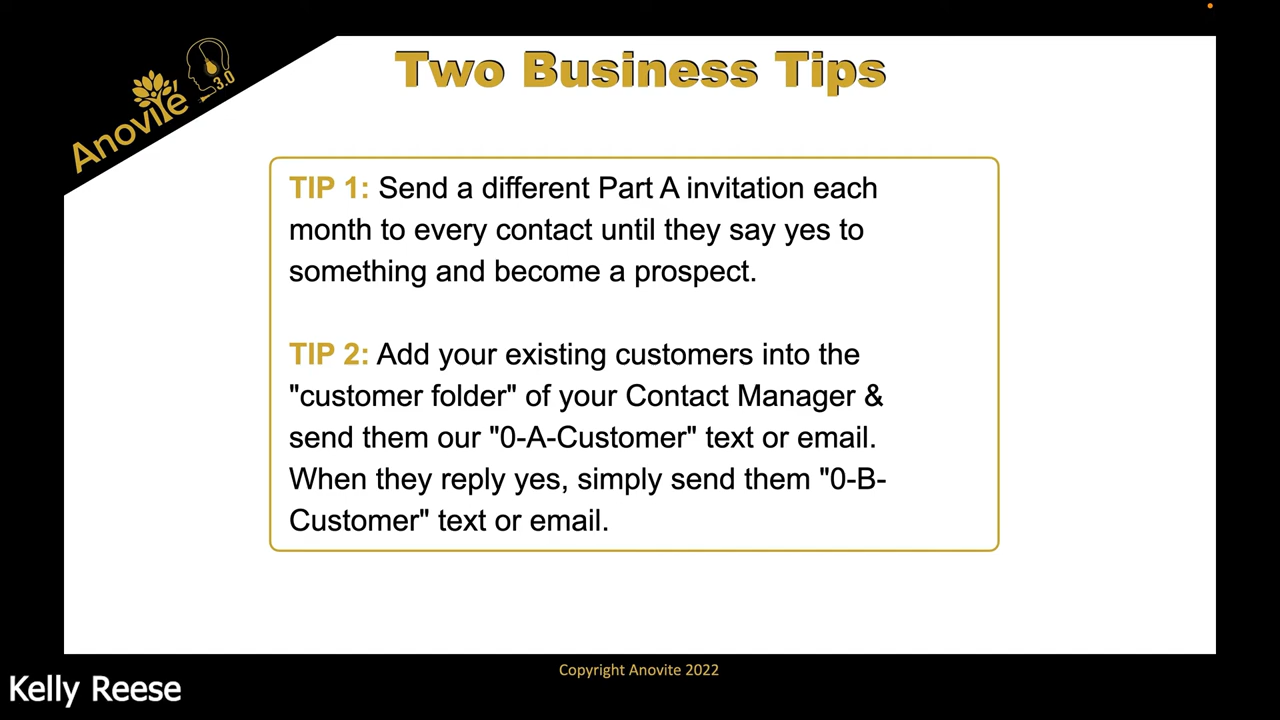 Two Business Tips
Anovite
3.0
TIP 1: Send a different Part A invitation each
month to every contact until they say yes to
something and become a prospect.
TIP 2: Add your existing customers into the
"customer folder" of your Contact Manager &
send them our "0-A-Customer" text or email.
When they reply yes, simply send them "0-B-
Customer" text or email.
Copyright Anovite 2022
Kelly Reese